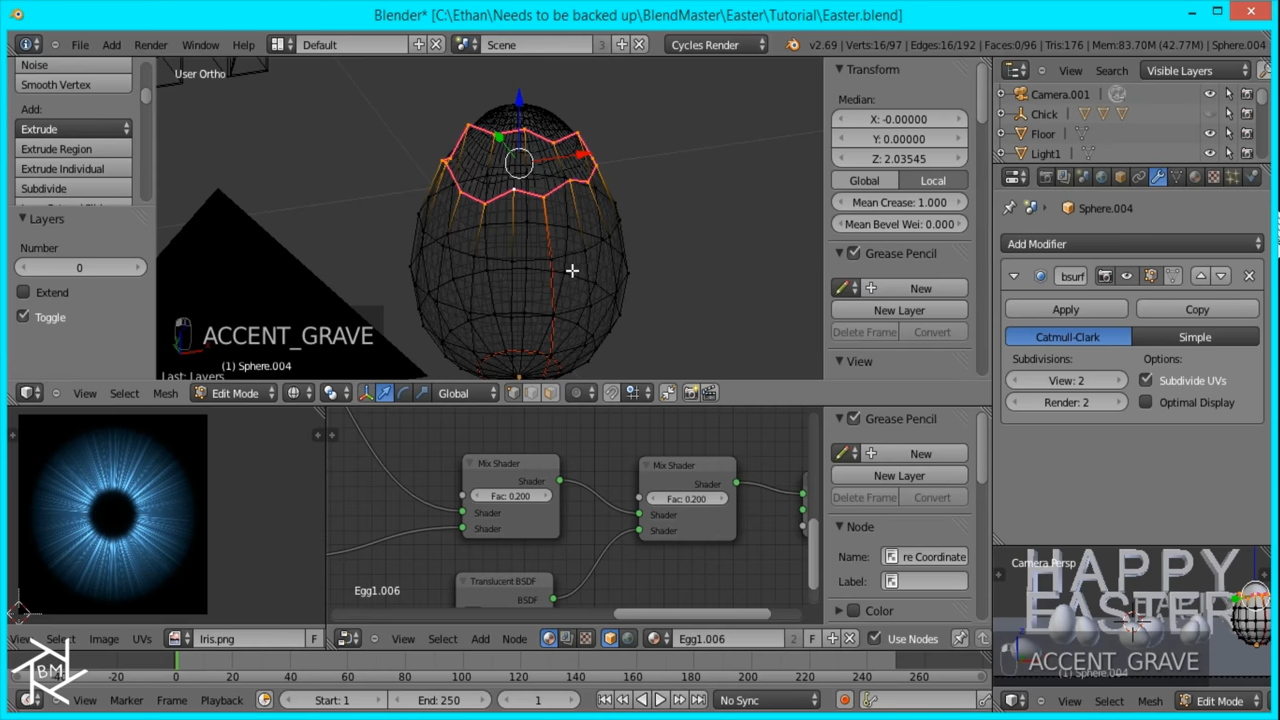 Blender* [C:\Ethan\Needs to be backed up\BlendMaster\Easter\Tutorial\Easter.blend]
File Add Render Window Help Default Scene 3 Cycles Render v2.69 | Verts:16/97 | Edges:16/192 | Faces:0/96 | Tris:176 | Mem:83.70M (42.77M) | Sphere.004
Noise
Smooth Vertex
Add:
Extrude
Extrude Region
Extrude Individual
Subdivide
Layers
Number
0
Extend
Toggle
User Ortho
ACCENT_GRAVE
(1) Sphere.004
Last: Layers
View Select Mesh Edit Mode Global
Transform
Median:
X: -0.00000
Y: 0.00000
Z: 2.03545
Global Local
Mean Crease: 1.000
Mean Bevel Wei: 0.000
Grease Pencil
New
New Layer
Delete Frame Convert
View
View Search Visible Layers
Camera.001
Chick
Floor
Light1
Sphere.004
Add Modifier
bsurf
Apply Copy
Catmull-Clark Simple
Subdivisions: Options:
View: 2 Subdivide UVs
Render: 2 Optimal Display
Mix Shader
Shader
Fac: 0.200
Shader
Shader
Mix Shader
Shader
Fac: 0.200
Shader
Shader
Translucent BSDF
BSDF
Egg1.006
Grease Pencil
New
New Layer
Delete Frame Convert
Node
Name: re Coordinate
Label:
Color
Camera Persp
HAPPY
EASTER
ACCENT_GRAVE
(1) Sphere.004
View Select Mesh Edit Mode
Select Image UVs Iris.png F
View Select Add Node Egg1.006 2 F Use Nodes
BM
-20 0 20 40 60 80 100 120 140 160 180 200 220 240 260
View Marker Frame Playback Start: 1 End: 250 1 No Sync